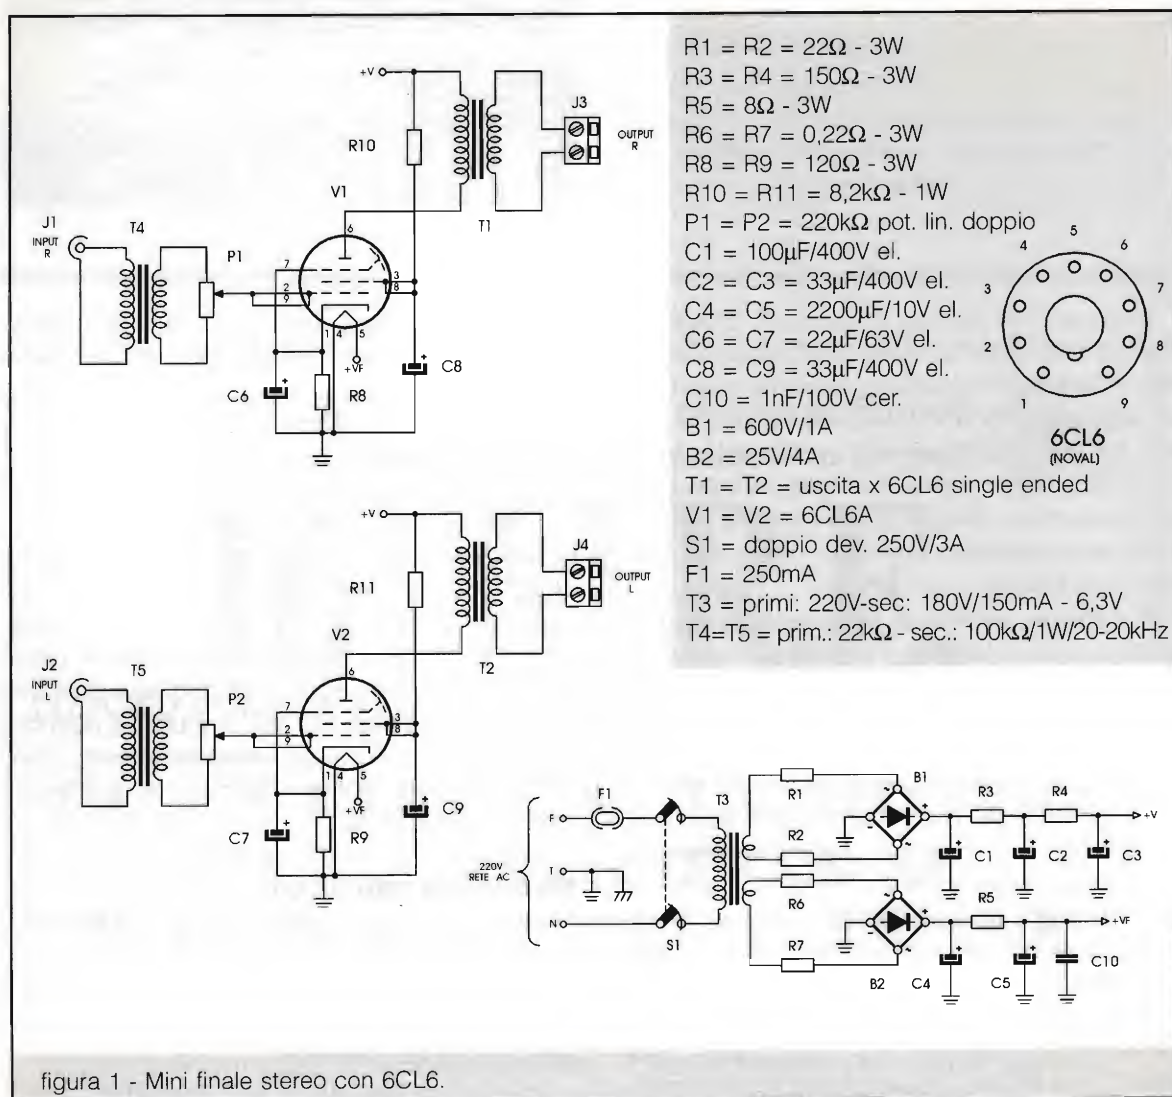 R1 = R2 = 22Ω - 3W
R3 = R4 = 150Ω - 3W
R5 = 8Ω - 3W
R6 = R7 = 0,22Ω - 3W
R8 = R9 = 120Ω - 3W
R10 = R11 = 8,2kΩ - 1W
P1 = P2 = 220kΩ pot. lin. doppio
C1 = 100µF/400V el.
C2 = C3 = 33µF/400V el.
C4 = C5 = 2200µF/10V el.
C6 = C7 = 22µF/63V el.
C8 = C9 = 33µF/400V el.
C10 = 1nF/100V cer.
B1 = 600V/1A
B2 = 25V/4A
T1 = T2 = uscita x 6CL6 single ended
V1 = V2 = 6CL6A
S1 = doppio dev. 250V/3A
F1 = 250mA
T3 = primi: 220V-sec: 180V/150mA - 6,3V
T4=T5 = prim.: 22kΩ - sec.: 100kΩ/1W/20-20kHz
5
4 6
3 7
2 8
1 9
6CL6
(NOVAL)
+V
R10
J3
OUTPUT
R
V1
T1
6
J1
INPUT
R
T4
P1
7
2
9
3
8
1 4 5
+VF
C6
R8
C8
+V
R11
J4
OUTPUT
L
V2
T2
6
J2
INPUT
L
T5
P2
7
2
9
3
8
1 4 5
+VF
C7
R9
C9
220V
RETE AC
F
T
N
F1
S1
T3
R1
R2
R6
R7
B1
~
~
+
-
R3
R4
+V
C1
C2
C3
B2
~
~
+
-
R5
+VF
C4
C5
C10
figura 1 - Mini finale stereo con 6CL6.